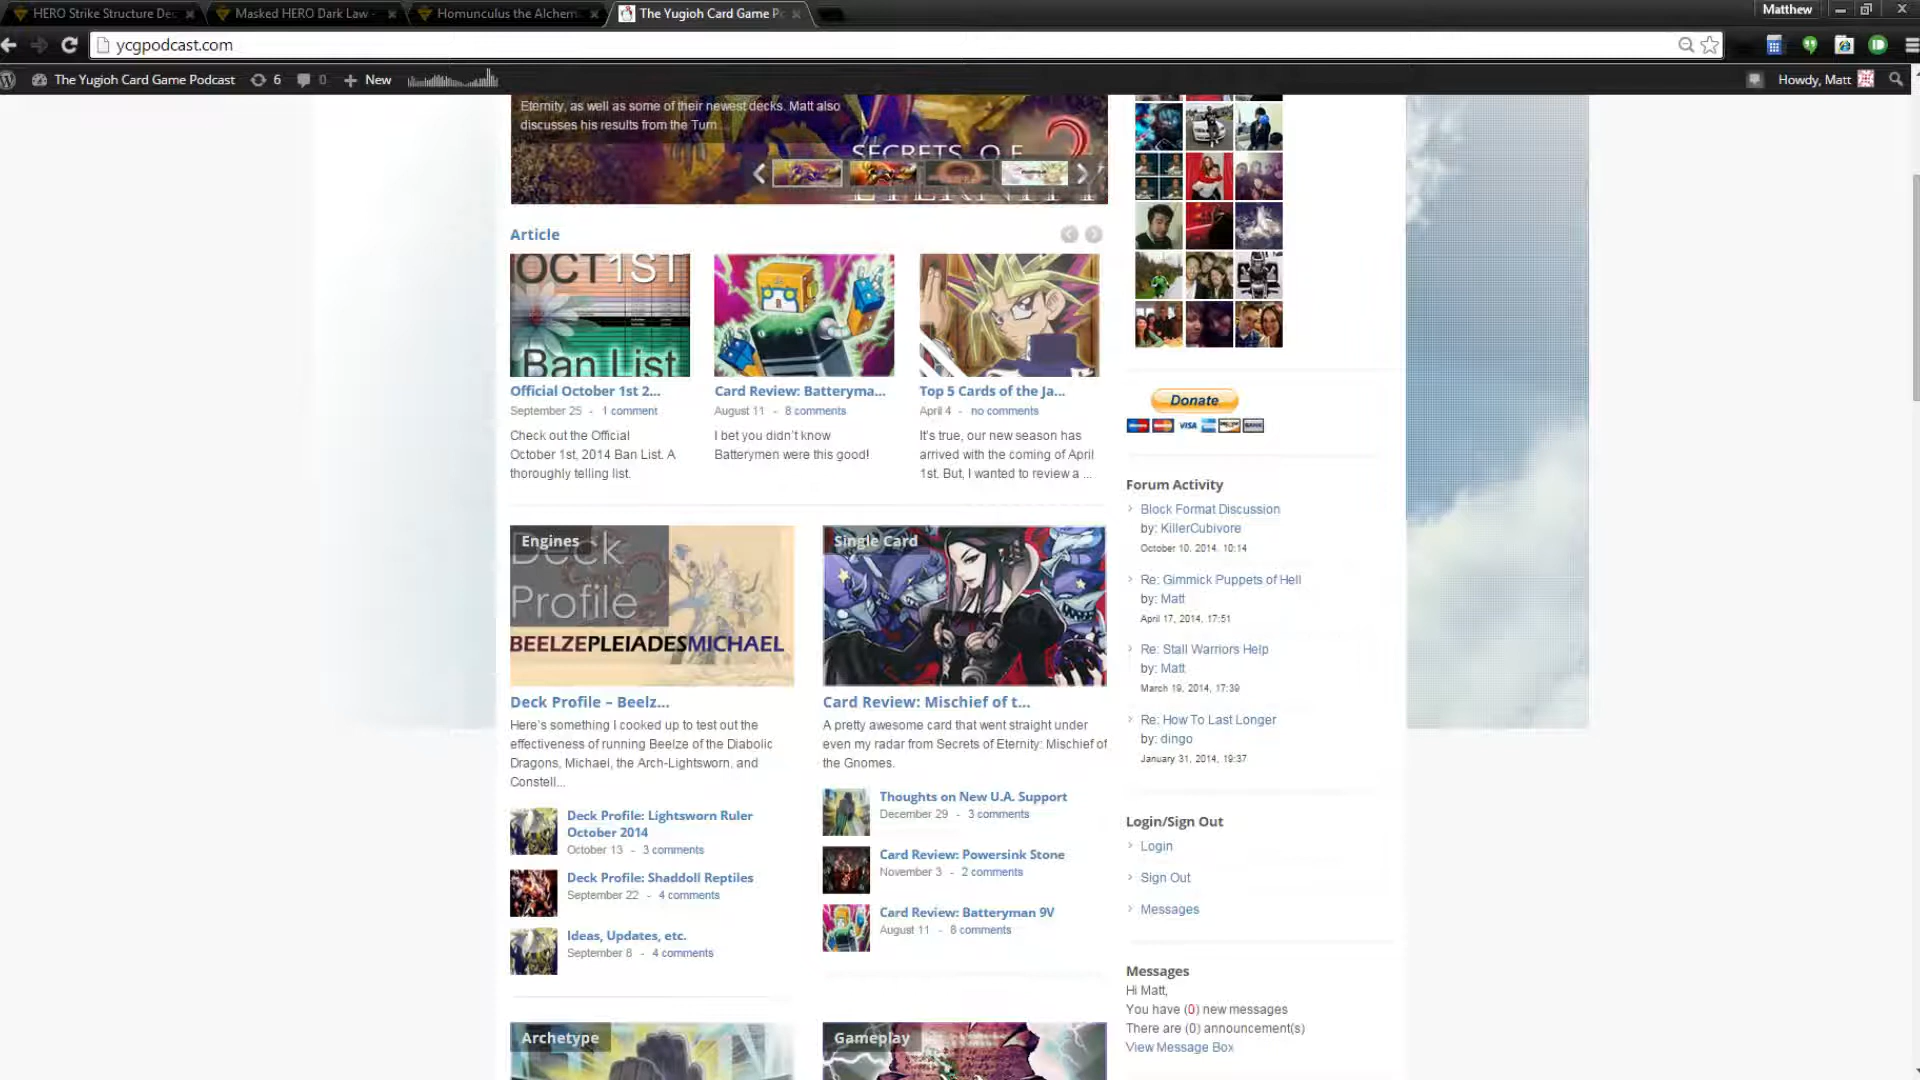 HERO Strike Structure Dec
Masked HERO Dark Law -
Homunculus the Alchem
The Yugioh Card Game P
Matthew
ycgpodcast.com
The Yugioh Card Game Podcast
6
0
New
Howdy, Matt
Eternity, as well as some of their newest decks. Matt also
discusses his results from the Turn...
SECRETS OF
ETERNITY
Article
OCT 1ST
Ban List
Official October 1st 2...
September 25 - 1 comment
Check out the Official
October 1st, 2014 Ban List. A
thoroughly telling list.
Card Review: Batteryma...
August 11 - 8 comments
I bet you didn't know
Batterymen were this good!
Top 5 Cards of the Ja...
April 4 - no comments
It's true, our new season has
arrived with the coming of April
1st. But, I wanted to review a ...
Engines
Deck
Profile
BEELZEPLEIADESMICHAEL
Deck Profile – Beelz...
Here's something I cooked up to test out the
effectiveness of running Beelze of the Diabolic
Dragons, Michael, the Arch-Lightsworn, and
Constell...
Deck Profile: Lightsworn Ruler
October 2014
October 13 - 3 comments
Deck Profile: Shaddoll Reptiles
September 22 - 4 comments
Ideas, Updates, etc.
September 8 - 4 comments
Single Card
Card Review: Mischief of t...
A pretty awesome card that went straight under
even my radar from Secrets of Eternity: Mischief of
the Gnomes.
Thoughts on New U.A. Support
December 29 - 3 comments
Card Review: Powersink Stone
November 3 - 2 comments
Card Review: Batteryman 9V
August 11 - 8 comments
Archetype
Gameplay
Donate
VISA
BANK
Forum Activity
Block Format Discussion
by: KillerCubivore
October 10, 2014, 10:14
Re: Gimmick Puppets of Hell
by: Matt
April 17, 2014, 17:51
Re: Stall Warriors Help
by: Matt
March 19, 2014, 17:39
Re: How To Last Longer
by: dingo
January 31, 2014, 19:37
Login/Sign Out
Login
Sign Out
Messages
Messages
Hi Matt,
You have (0) new messages
There are (0) announcement(s)
View Message Box